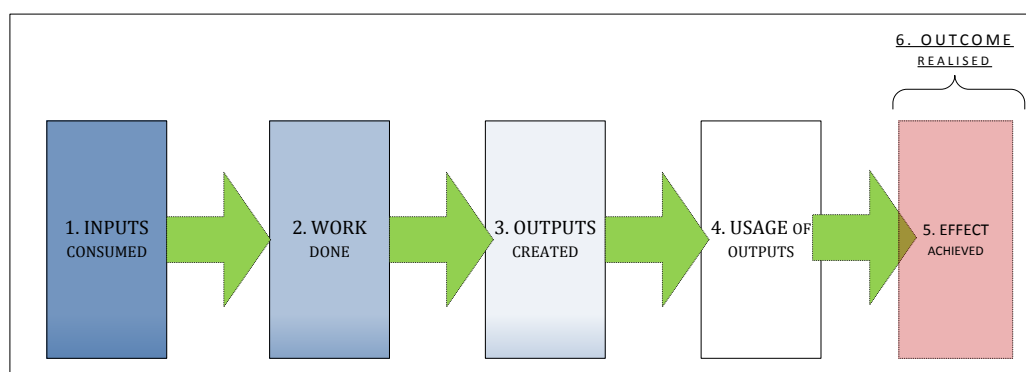 6. OUTCOME
REALISED
1. INPUTS
CONSUMED
2. WORK
DONE
3. OUTPUTS
CREATED
4. USAGE OF
OUTPUTS
5. EFFECT
ACHIEVED